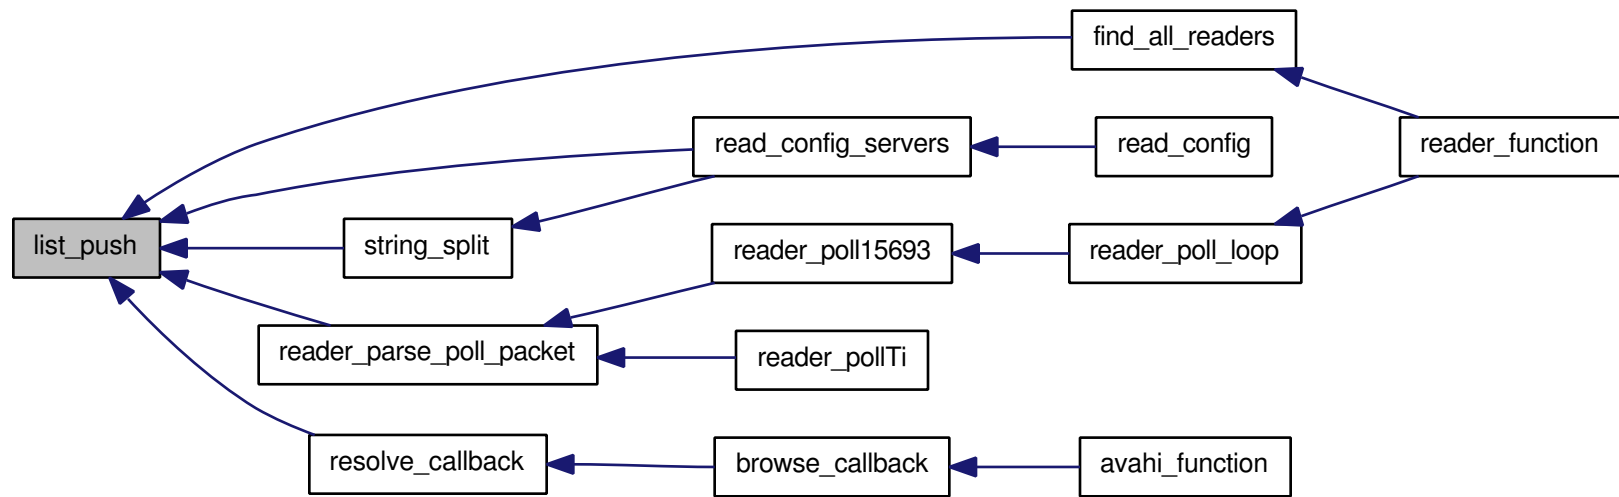 find_all_readers
read_config_servers
read_config
reader_function
list_push
string_split
reader_poll15693
reader_poll_loop
reader_parse_poll_packet
reader_pollTi
resolve_callback
browse_callback
avahi_function